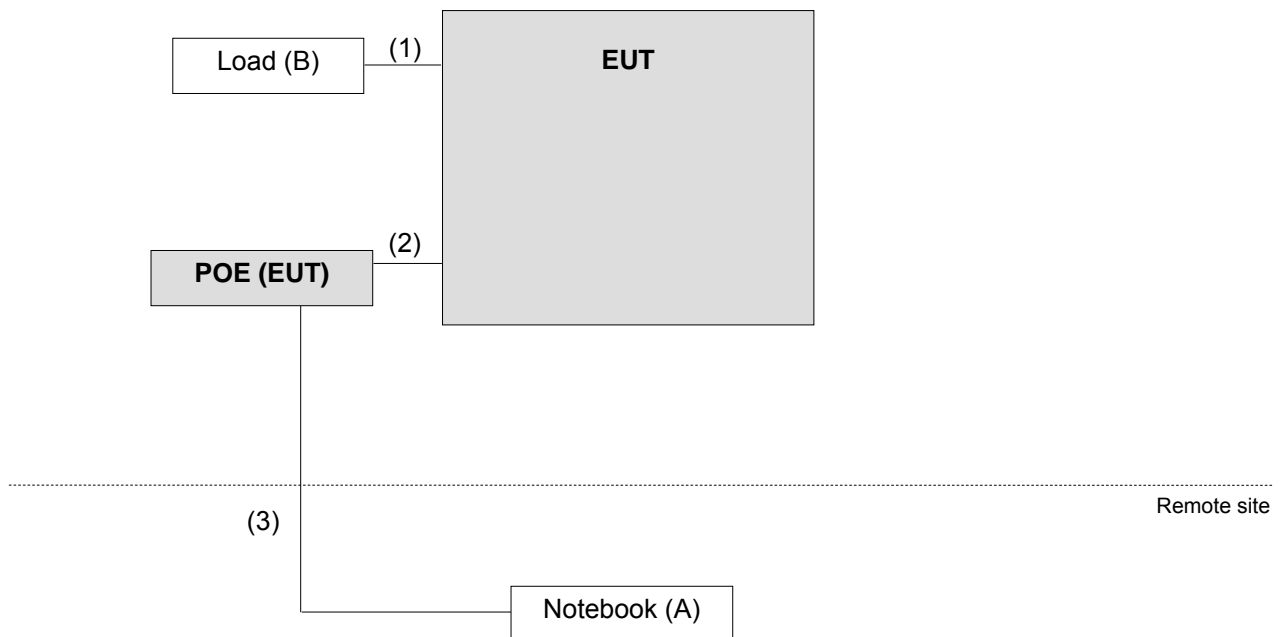 Load (B)
(1)
EUT
(2)
POE (EUT)
Remote site
(3)
Notebook (A)